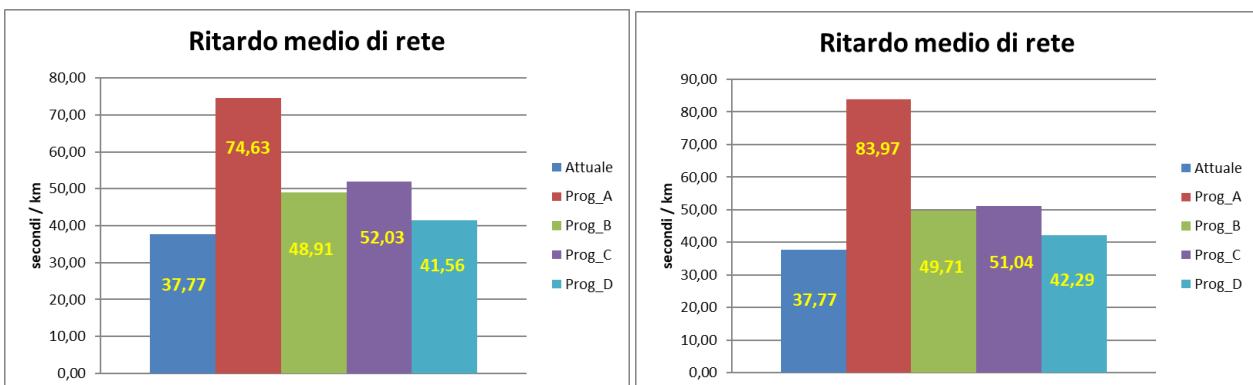 Ritardo medio di rete
80,00
70,00
60,00
50,00
40,00
30,00
20,00
10,00
0,00
secondi / km
37,77
74,63
48,91
52,03
41,56
Attuale
Prog_A
Prog_B
Prog_C
Prog_D
Ritardo medio di rete
90,00
80,00
70,00
60,00
50,00
40,00
30,00
20,00
10,00
0,00
secondi / km
37,77
83,97
49,71
51,04
42,29
Attuale
Prog_A
Prog_B
Prog_C
Prog_D